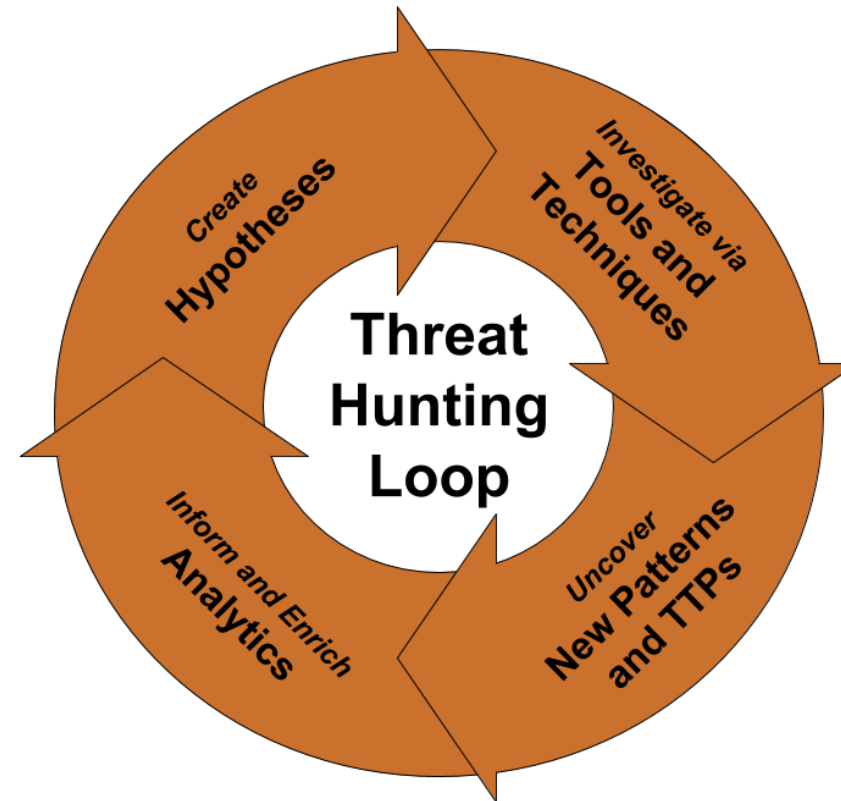 Threat
Hunting
Loop
Create
Hypotheses
Investigate via
Tools and
Techniques
Uncover
New Patterns
and TTPs
Inform and Enrich
Analytics